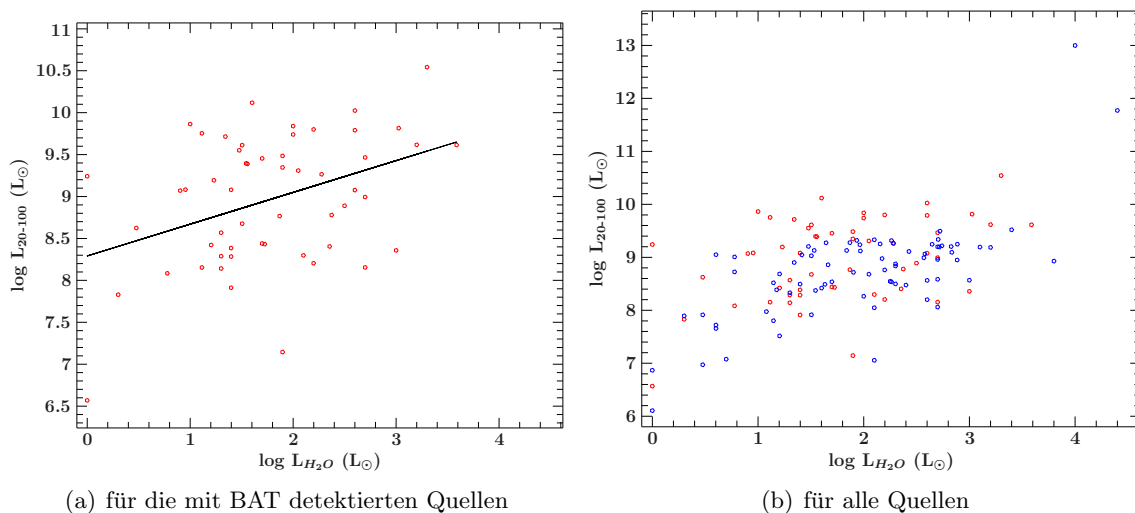 11
10.5
10
9.5
9
8.5
8
7.5
7
6.5
log L20-100 (L⊙)
0 1 2 3 4
log LH2O (L⊙)
(a) für die mit BAT detektierten Quellen
13
12
11
10
9
8
7
6
log L20-100 (L⊙)
0 1 2 3 4
log LH2O (L⊙)
(b) für alle Quellen